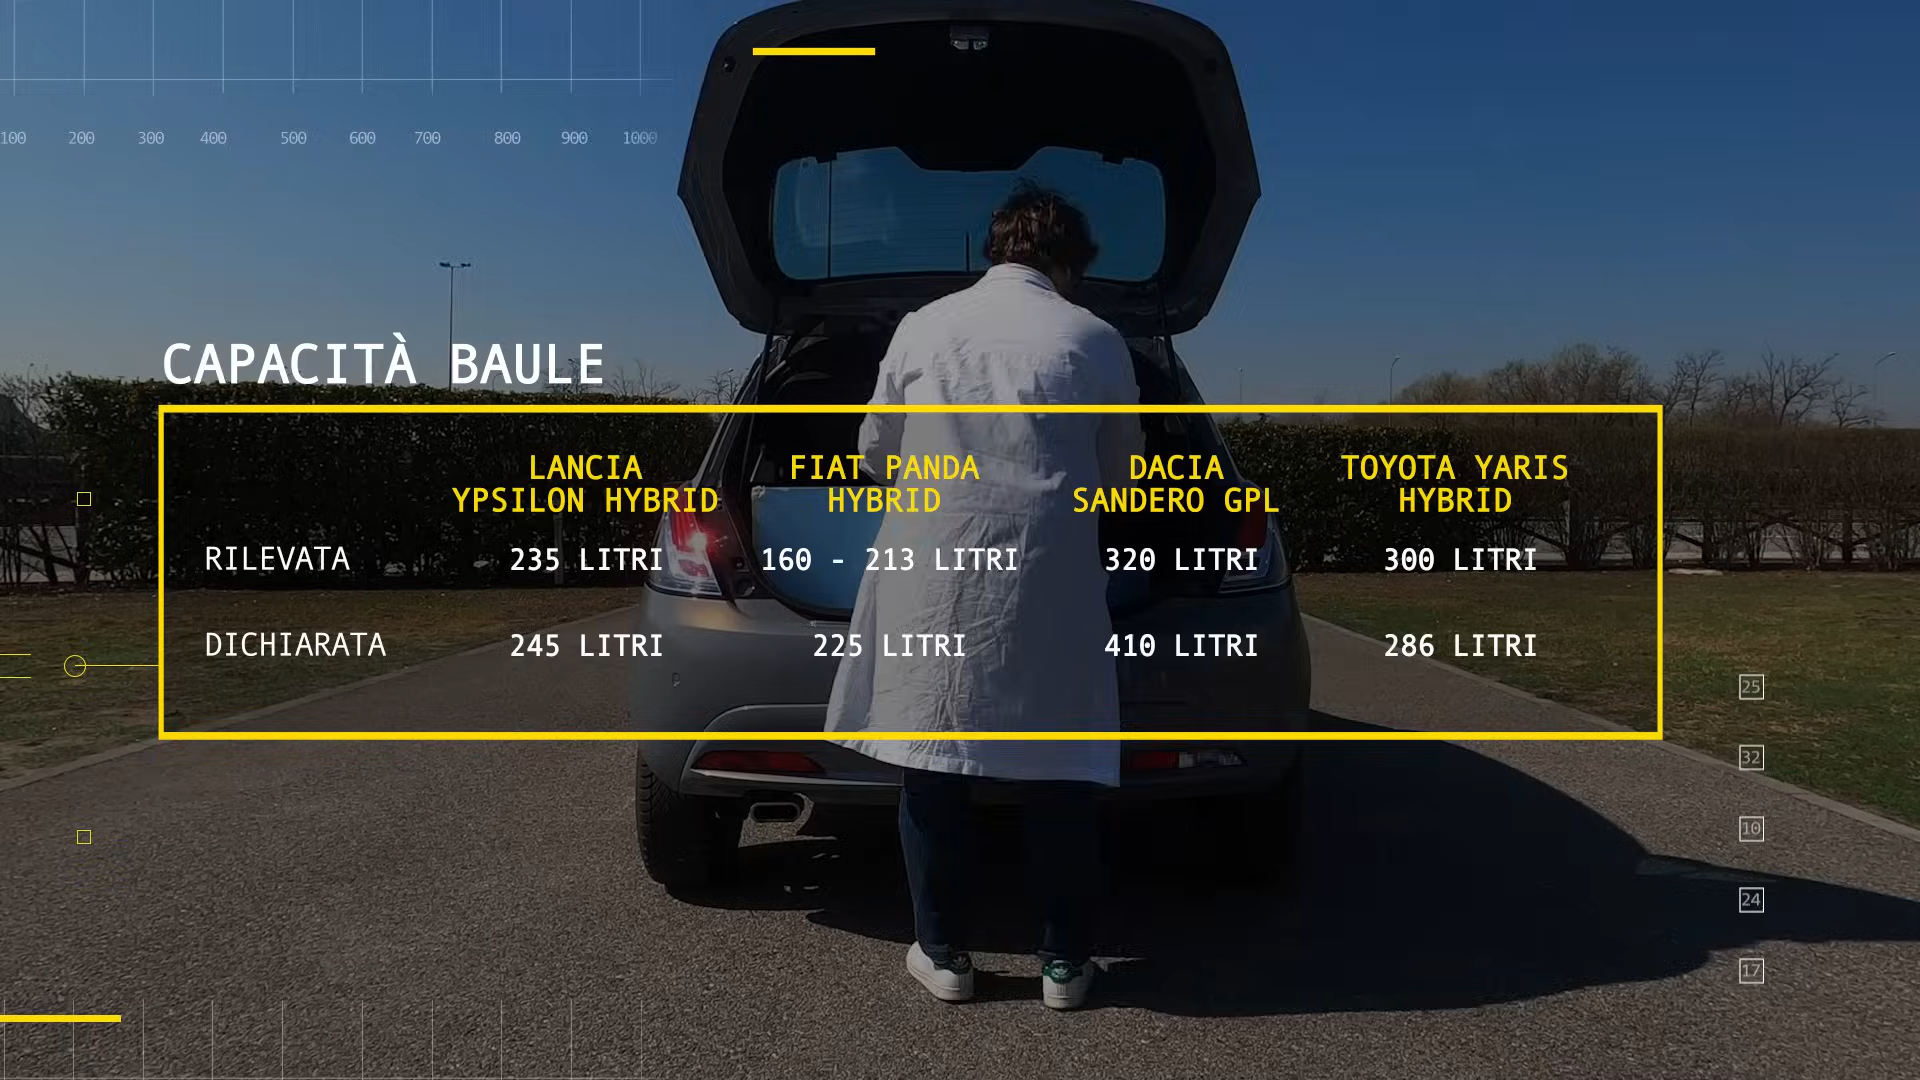 100 200 300 400 500 600 700 800 900 1000
CAPACITÀ BAULE
LANCIA YPSILON HYBRID
FIAT PANDA HYBRID
DACIA SANDERO GPL
TOYOTA YARIS HYBRID
RILEVATA 235 LITRI 160 - 213 LITRI 320 LITRI 300 LITRI
DICHIARATA 245 LITRI 225 LITRI 410 LITRI 286 LITRI
25
32
10
24
17